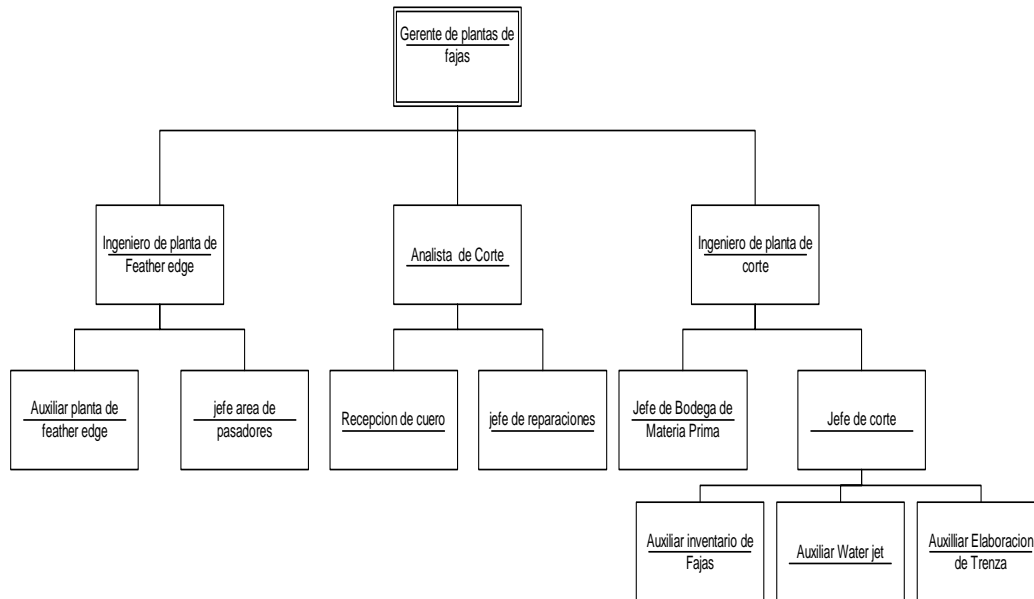 Gerente de plantas de
fajas
Ingeniero de planta de
Feather edge
Analista de Corte
Ingeniero de planta de
corte
Auxiliar planta de
feather edge
jefe area de
pasadores
Recepcion de cuero
jefe de reparaciones
Jefe de Bodega de
Materia Prima
Jefe de corte
Auxiliar inventario de
Fajas
Auxiliar Water jet
Auxilliar Elaboracion
de Trenza